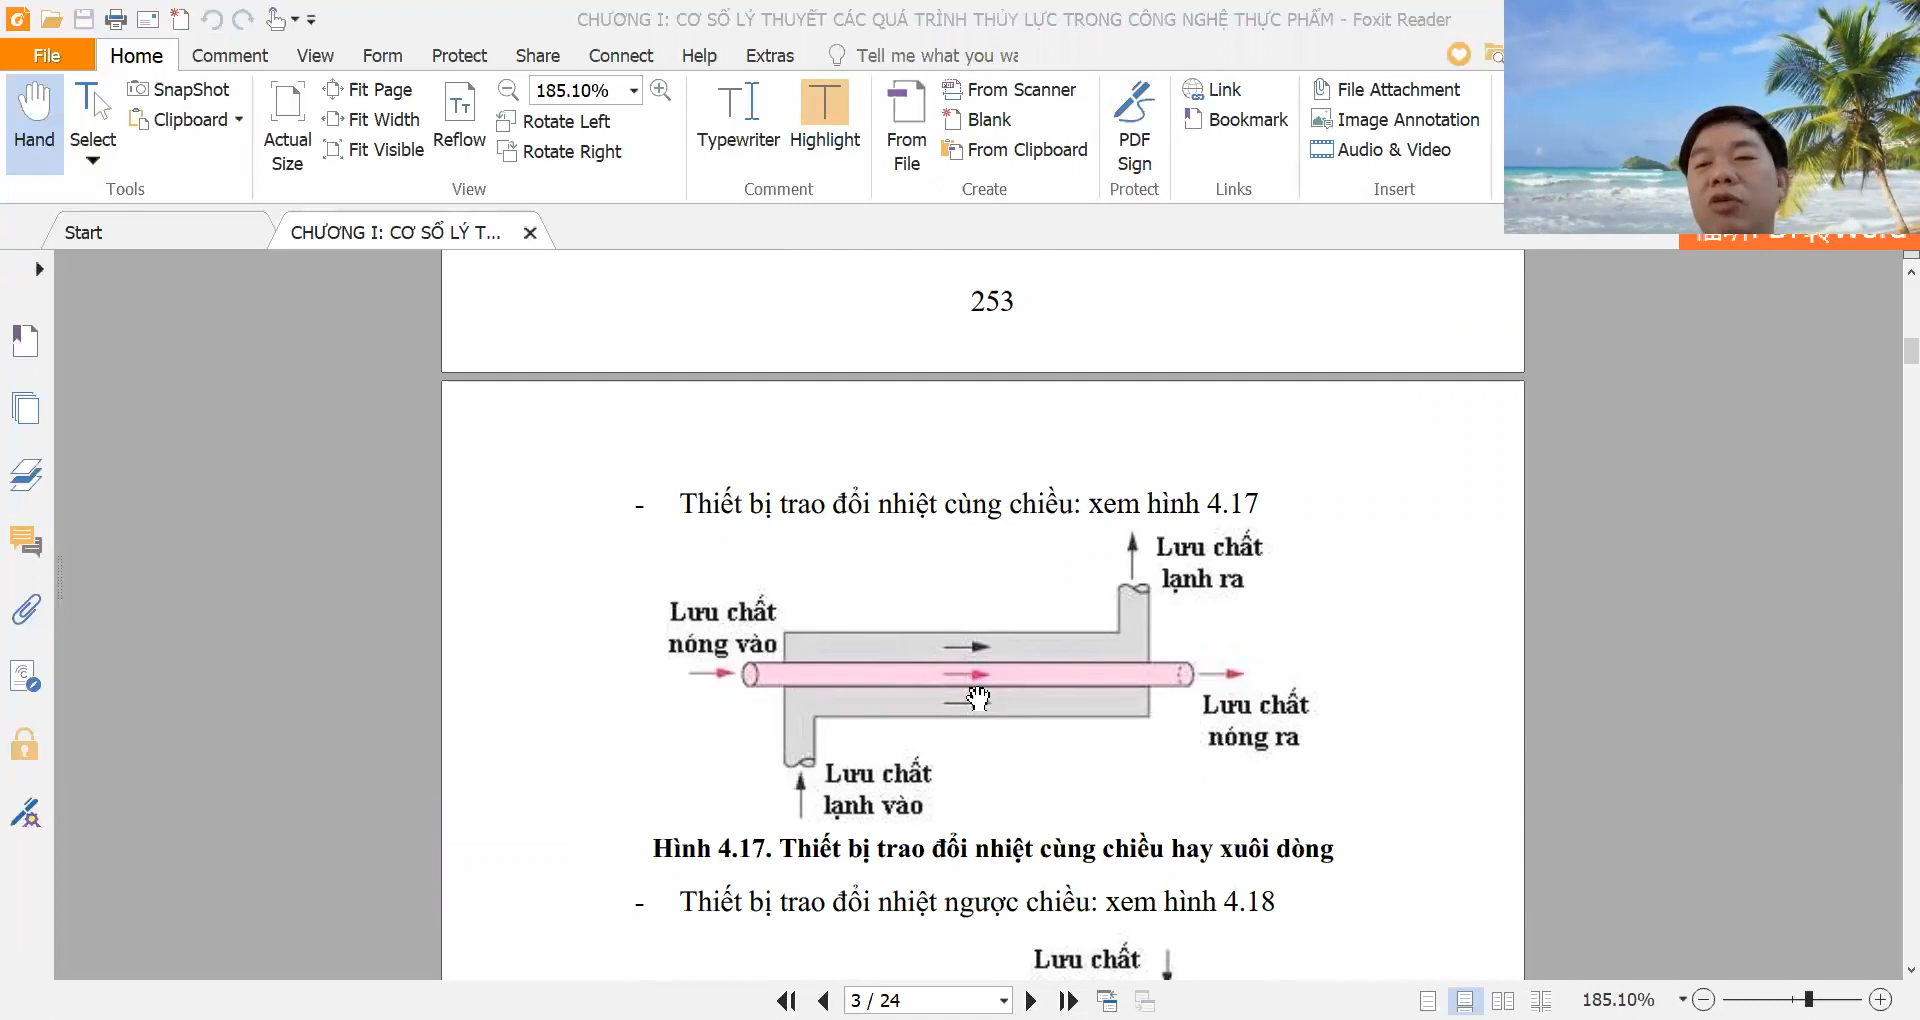 CHƯƠNG I: CƠ SỔ LÝ THUYẾT CÁC QUÁ TRÌNH THỦY LỰC TRONG CÔNG NGHỆ THỰC PHẨM - Foxit Reader
File Home Comment View Form Protect Share Connect Help Extras Tell me what you wa
Hand
Select
SnapShot
Clipboard
Tools
Actual Size
Fit Page
Fit Width
Fit Visible
Reflow
185.10%
Rotate Left
Rotate Right
View
Typewriter
Highlight
Comment
From File
From Scanner
Blank
From Clipboard
Create
PDF Sign
Protect
Link
Bookmark
Links
File Attachment
Image Annotation
Audio & Video
Insert
Start
CHƯƠNG I: CƠ SỔ LÝ T...
253
- Thiết bị trao đổi nhiệt cùng chiều: xem hình 4.17
Lưu chất
lạnh ra
Lưu chất
nóng vào
Lưu chất
nóng ra
Lưu chất
lạnh vào
Hình 4.17. Thiết bị trao đổi nhiệt cùng chiều hay xuôi dòng
- Thiết bị trao đổi nhiệt ngược chiều: xem hình 4.18
Lưu chất
3 / 24
185.10%